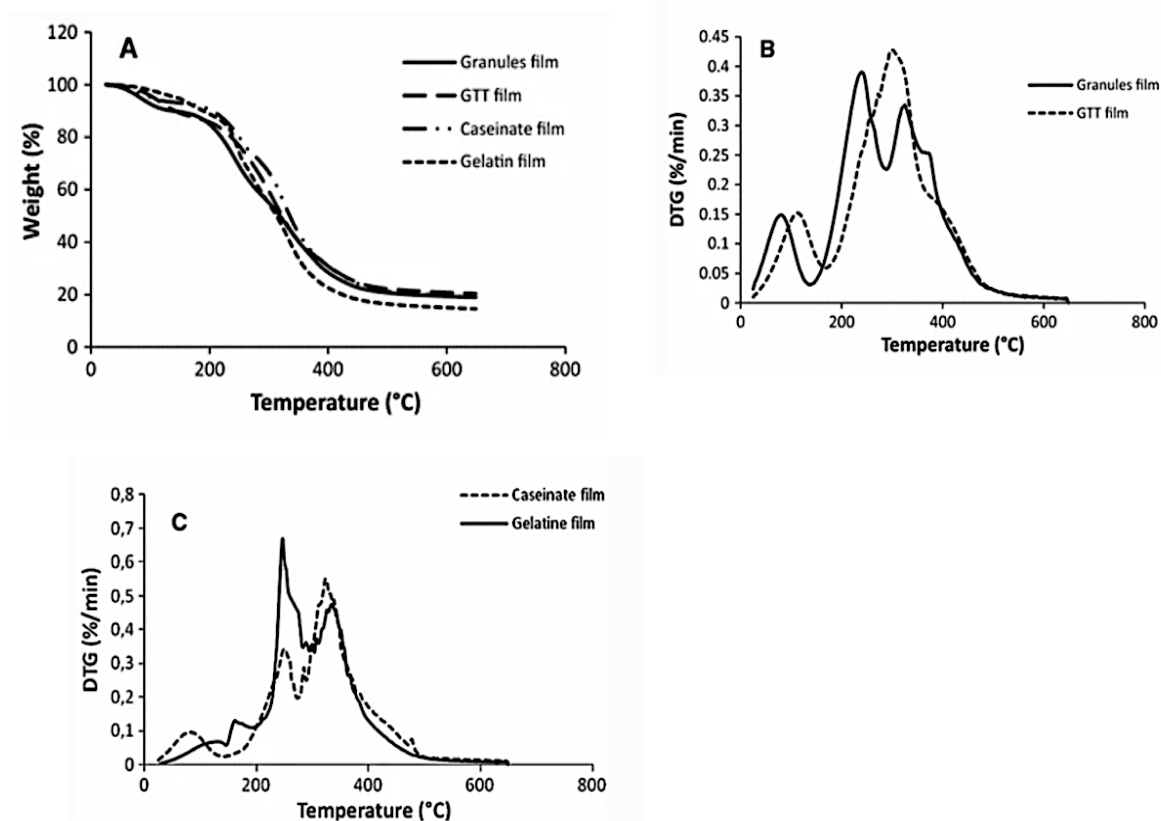 A
120
100
80
60
40
20
0
Weight (%)
Granules film
GTT film
Caseinate film
Gelatin film
0 200 400 600 800
Temperature (°C)
B
0.45
0.4
0.35
0.3
0.25
0.2
0.15
0.1
0.05
0
DTG (%/min)
Granules film
GTT film
0 200 400 600 800
Temperature (°C)
C
0,8
0,7
0,6
0,5
0,4
0,3
0,2
0,1
0
DTG (%/min)
Caseinate film
Gelatine film
0 200 400 600 800
Temperature (°C)